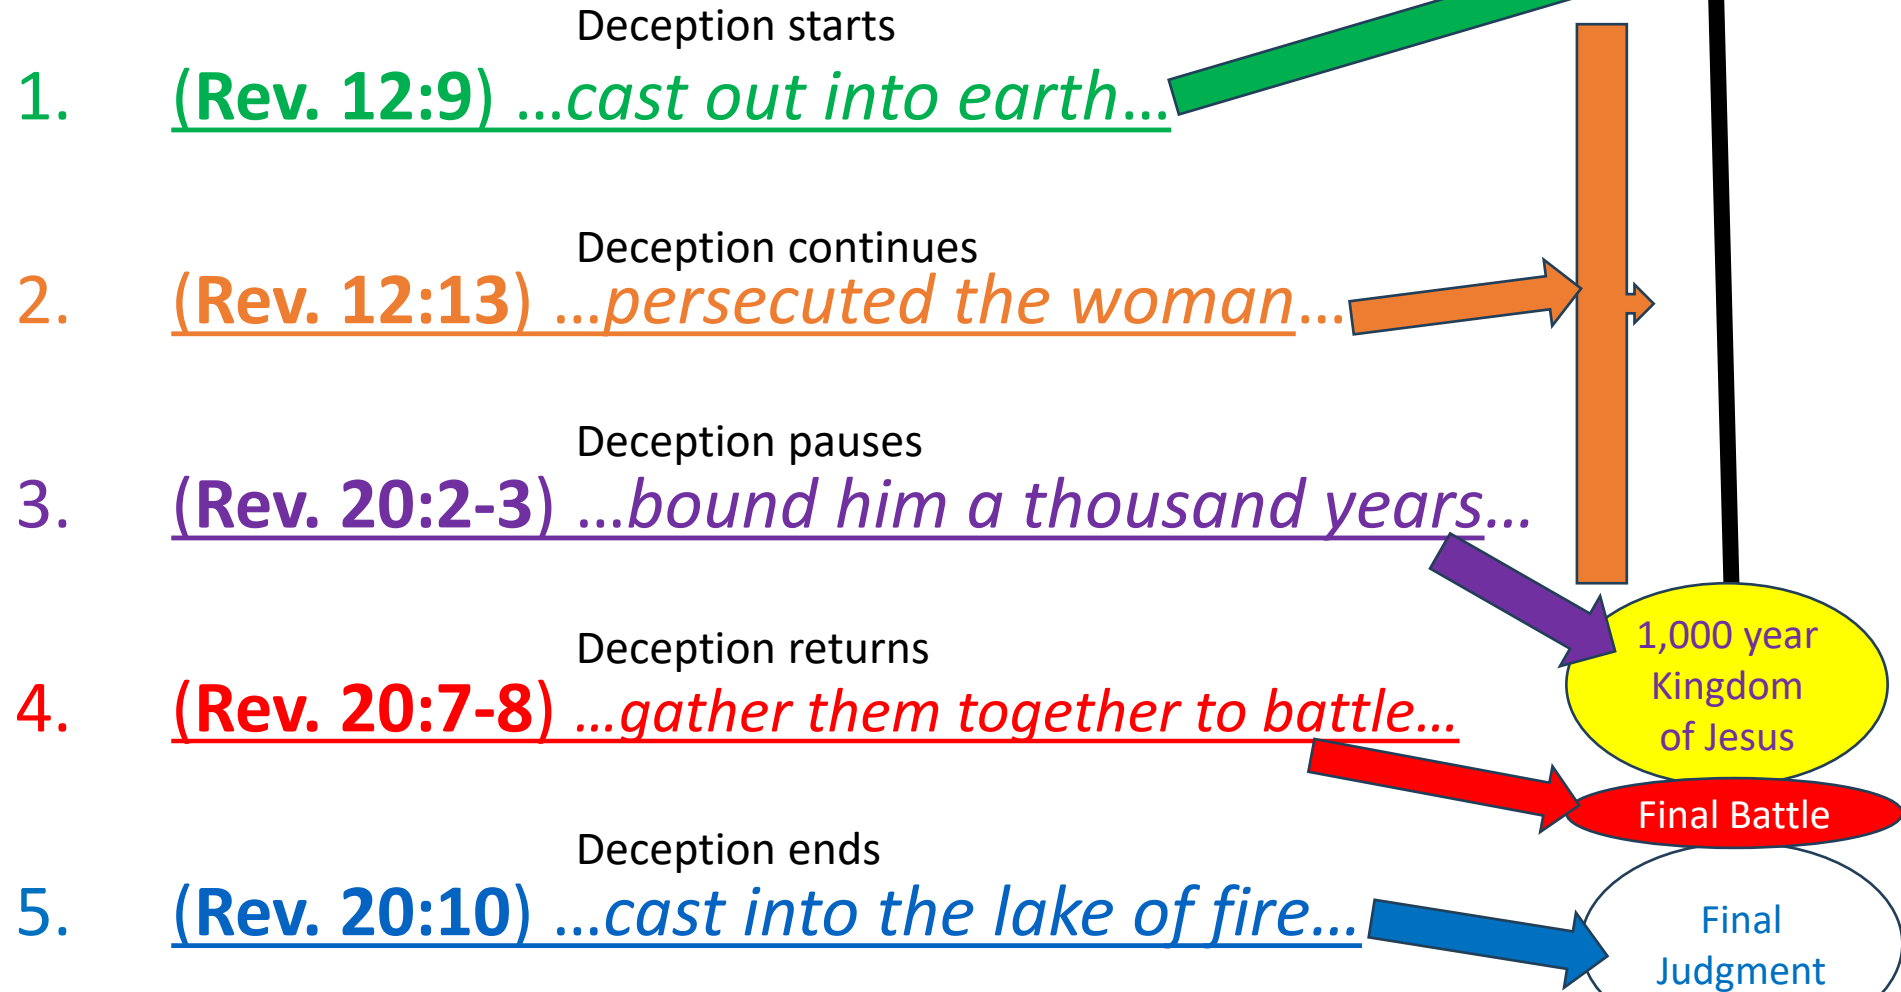 Deception starts
1. (Rev. 12:9) ...cast out into earth...
Deception continues
2. (Rev. 12:13) ...persecuted the woman...
Deception pauses
3. (Rev. 20:2-3) ...bound him a thousand years...
Deception returns
4. (Rev. 20:7-8) ...gather them together to battle...
Deception ends
5. (Rev. 20:10) ...cast into the lake of fire...
1,000 year
Kingdom
of Jesus
Final Battle
Final
Judgment